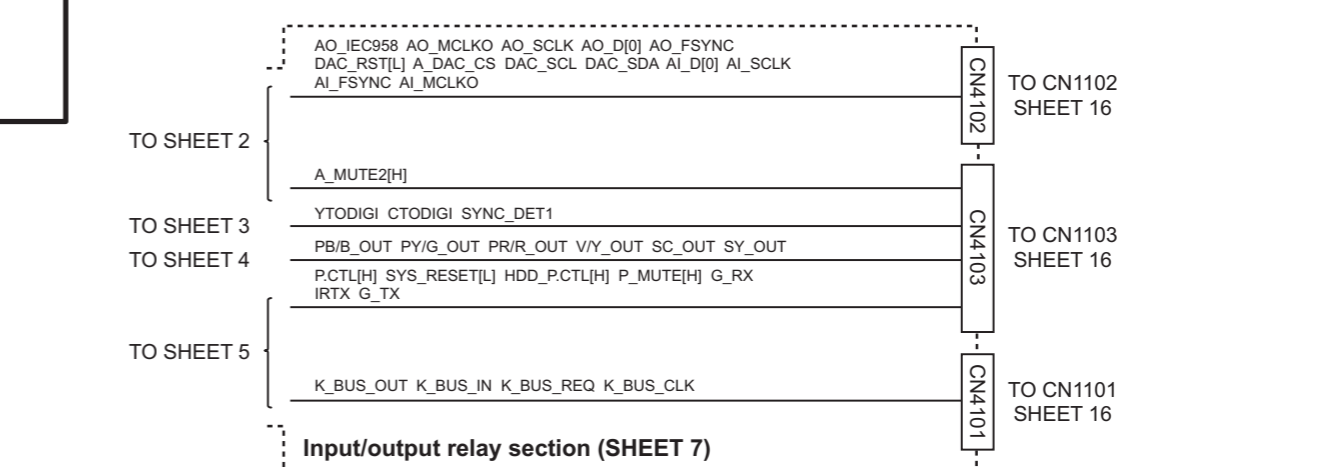 AO_IEC958 AO_MCLKO AO_SCLK AO_D[0] AO_FSYNC
DAC_RST[L] A_DAC_CS DAC_SCL DAC_SDA AI_D[0] AI_SCLK
AI_FSYNC AI_MCLKO
CN4102
TO CN1102
SHEET 16
TO SHEET 2
A_MUTE2[H]
TO SHEET 3
YTODIGI CTODIGI SYNC_DET1
TO SHEET 4
PB/B_OUT PY/G_OUT PR/R_OUT V/Y_OUT SC_OUT SY_OUT
CN4103
TO CN1103
SHEET 16
P.CTL[H] SYS_RESET[L] HDD_P.CTL[H] P_MUTE[H] G_RX
IRTX G_TX
TO SHEET 5
K_BUS_OUT K_BUS_IN K_BUS_REQ K_BUS_CLK
CN4101
TO CN1101
SHEET 16
Input/output relay section (SHEET 7)